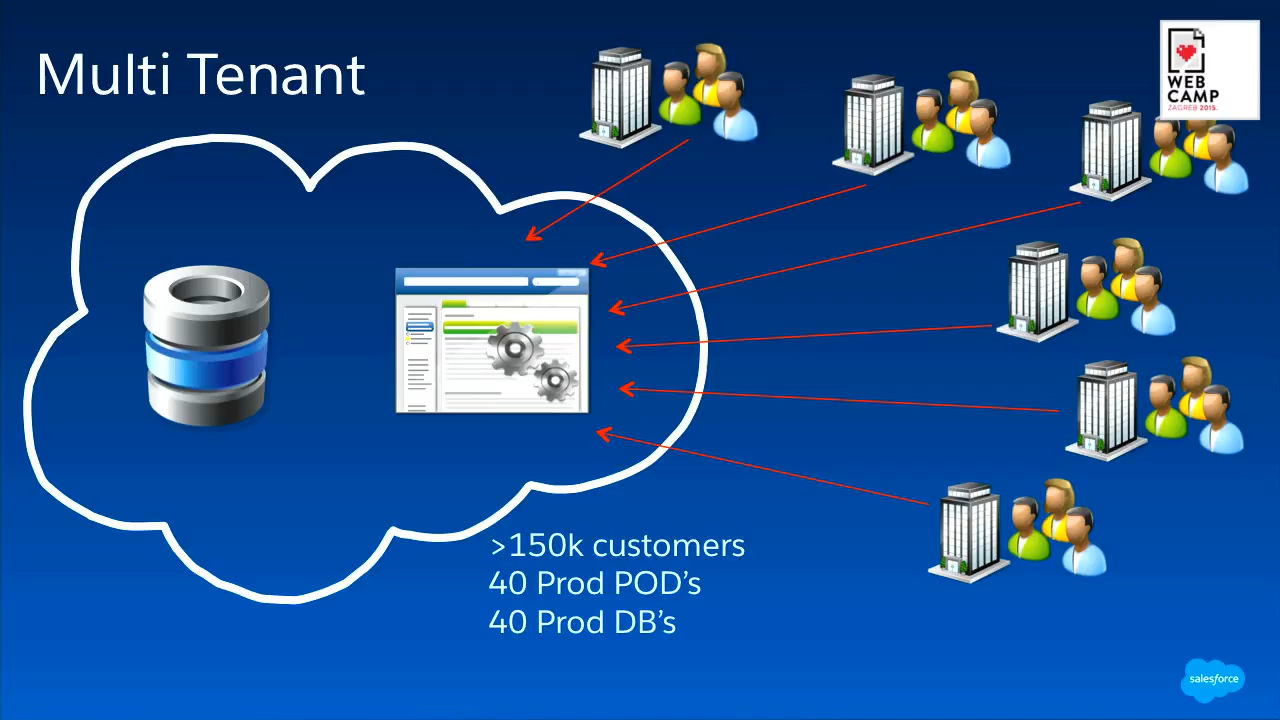 Multi Tenant
WEB
CAMP
ZAGREB 2015.
>150k customers
40 Prod POD’s
40 Prod DB’s
salesforce